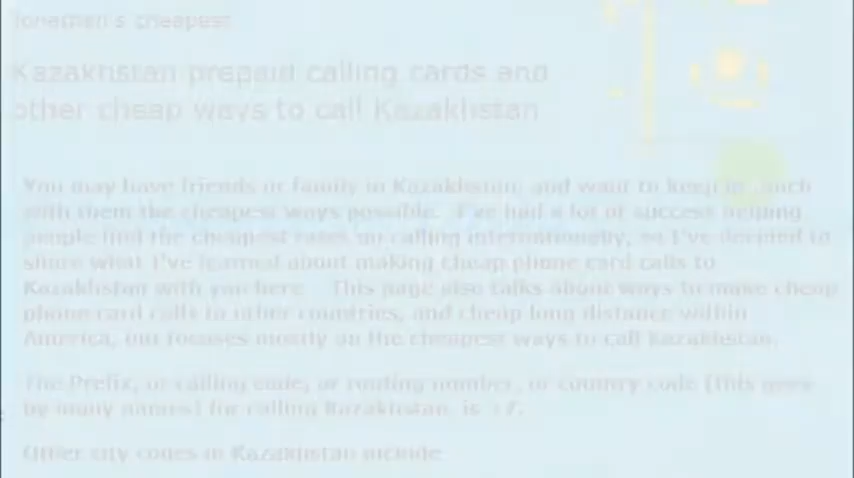 Jonathan's cheapest
Kazakhstan prepaid calling cards and
other cheap ways to call Kazakhstan
You may have friends or family in Kazakhstan, and want to keep in touch
with them the cheapest ways possible. I've had a lot of success helping
people find the cheapest rates on calling internationally, so I've decided to
share what I've learned about making cheap phone card calls to
Kazakhstan with you here. This page also talks about ways to make cheap
phone card calls to other countries, and cheap long distance within
America, but focuses mostly on the cheapest ways to call Kazakhstan.
The Prefix, or calling code, or routing number, or country code (this goes
by many names) for calling Kazakhstan, is +7.
Other city codes in Kazakhstan include